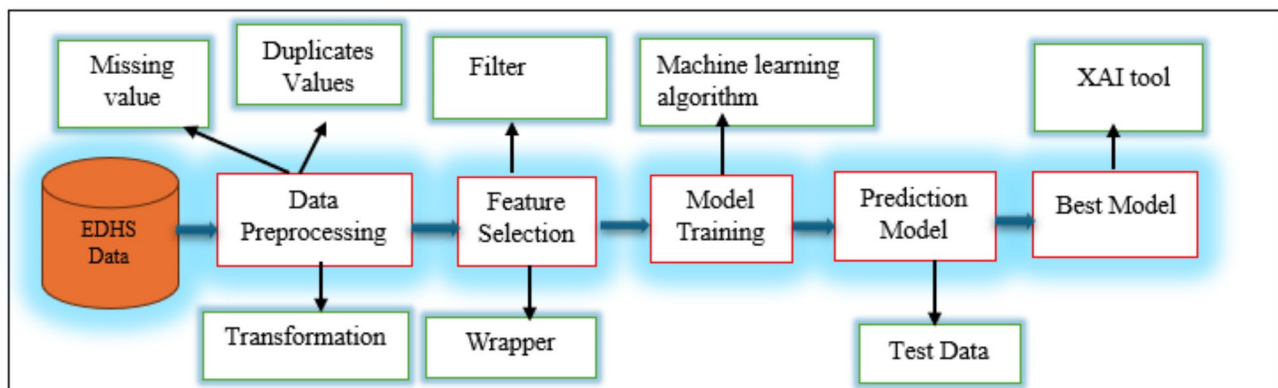 Missing
value
Duplicates
Values
Filter
Machine learning
algorithm
XAI tool
EDHS
Data
Data
Preprocessing
Feature
Selection
Model
Training
Prediction
Model
Best Model
Transformation
Wrapper
Test Data